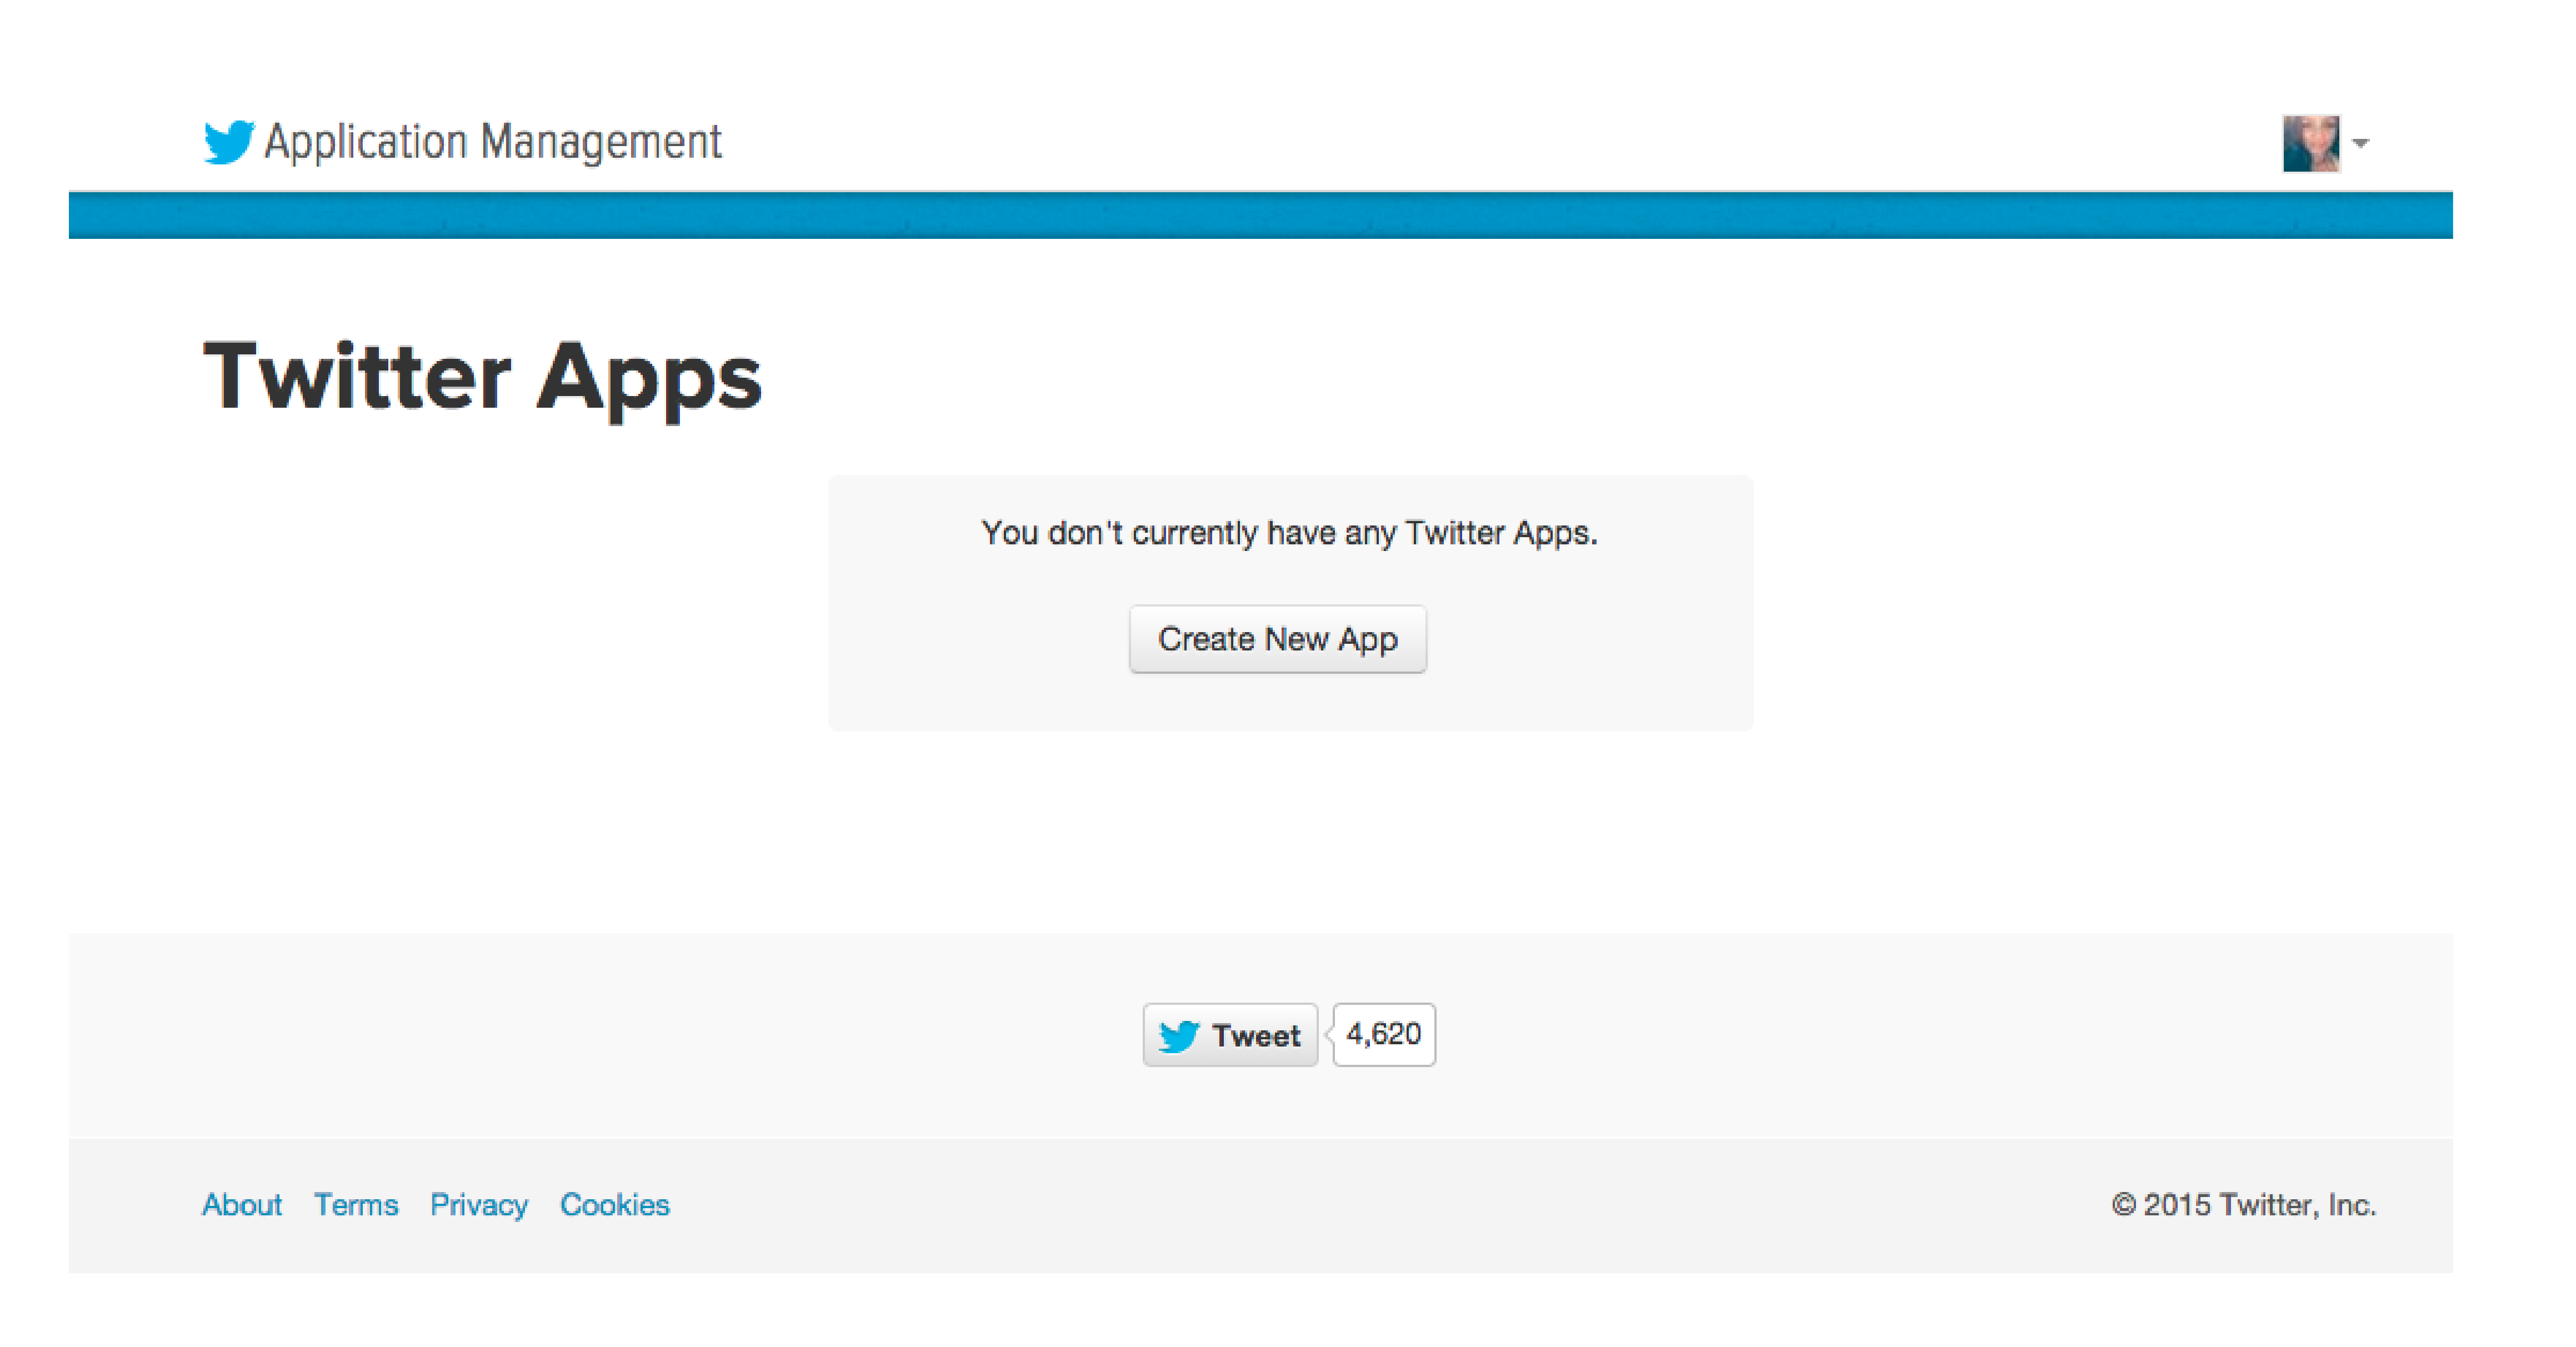 Application Management
Twitter Apps
You don't currently have any Twitter Apps.
Create New App
Tweet 4,620
About Terms Privacy Cookies © 2015 Twitter, Inc.